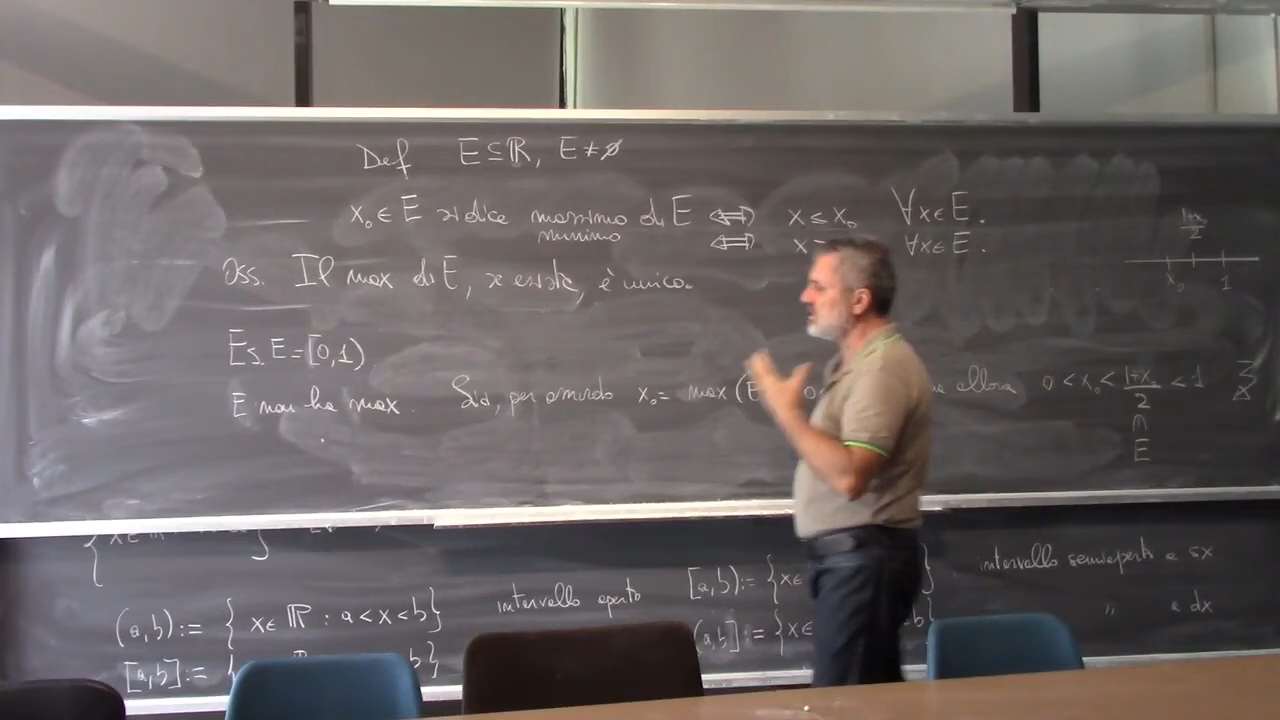 Def E ⊆ ℝ, E ≠ ∅
x₀ ∈ E si dice massimo di E ⟺ x ≤ x₀ ∀x ∈ E.
minimo ⟺ x ∀x ∈ E.
Oss. Il max di E, se esiste, è unico.
1+x₀
2
x₀ 1
Es. E = [0,1)
E non ha max. Sia, per assurdo x₀ = max (E allora 0 < x₀ < (1+x₀)/2 < 1
∈
E
{ x ∈ ℝ }
(a,b) := { x ∈ ℝ : a < x < b } intervallo aperto
[a,b] := { ℝ b }
[a,b) := { x ∈ } intervallo semiaperto a sx
(a,b] := { x ∈ b } " a dx